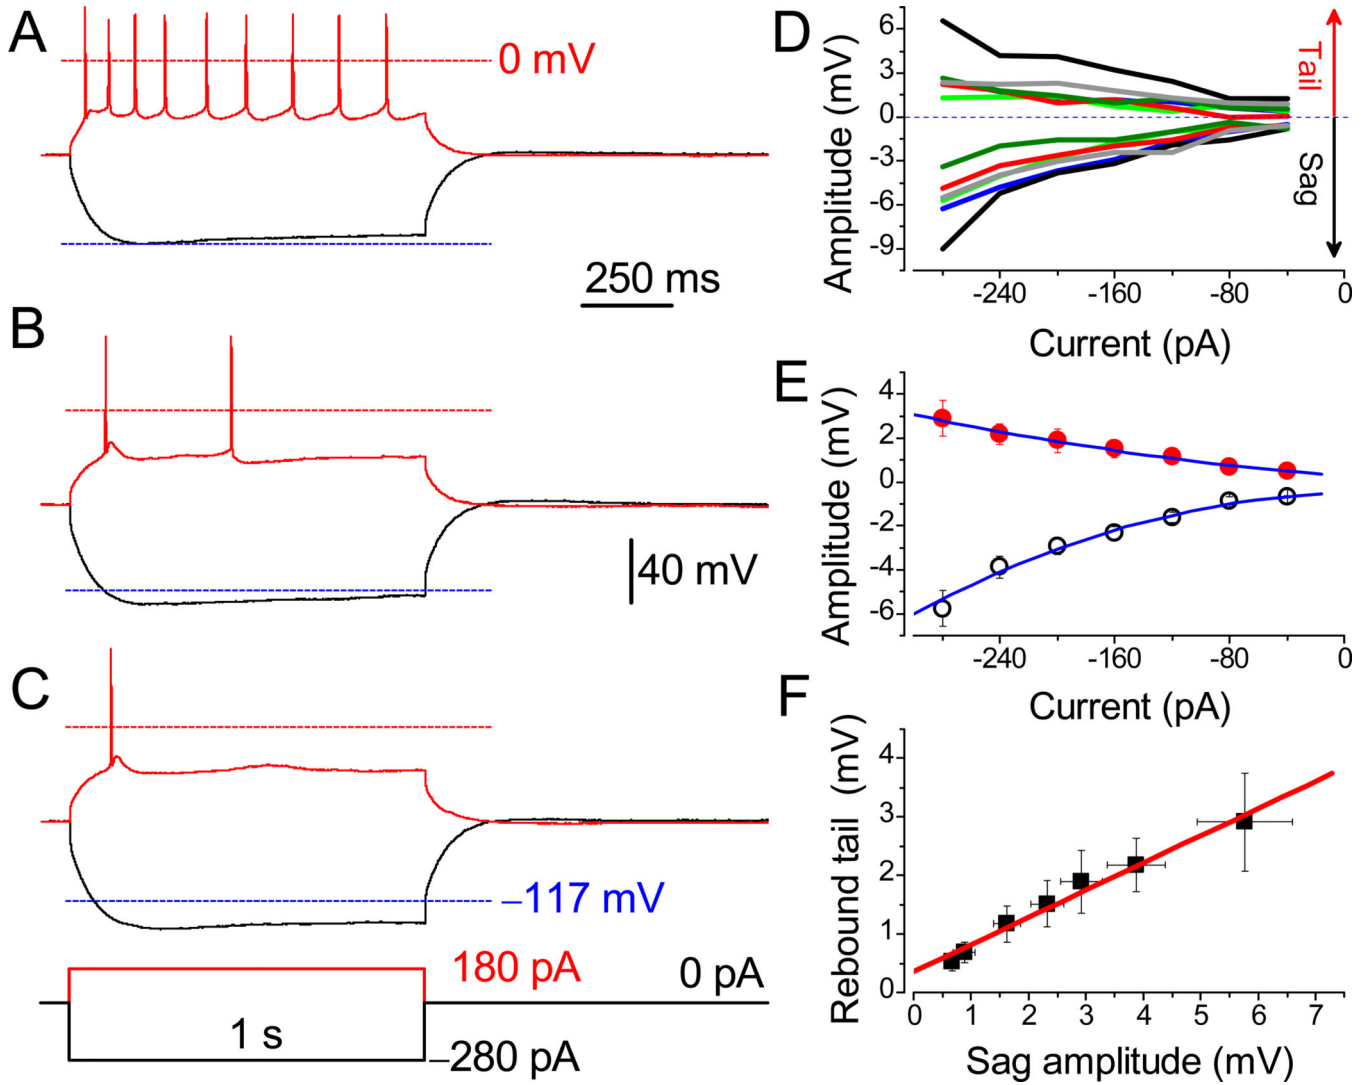 A
0 mV
250 ms
B
40 mV
C
–117 mV
180 pA
0 pA
1 s
–280 pA
D
Amplitude (mV)
6
3
0
-3
-6
-9
-240
-160
-80
0
Current (pA)
Tail
Sag
E
Amplitude (mV)
4
2
0
-2
-4
-6
-240
-160
-80
0
Current (pA)
F
Rebound tail (mV)
4
3
2
1
0
0 1 2 3 4 5 6 7
Sag amplitude (mV)